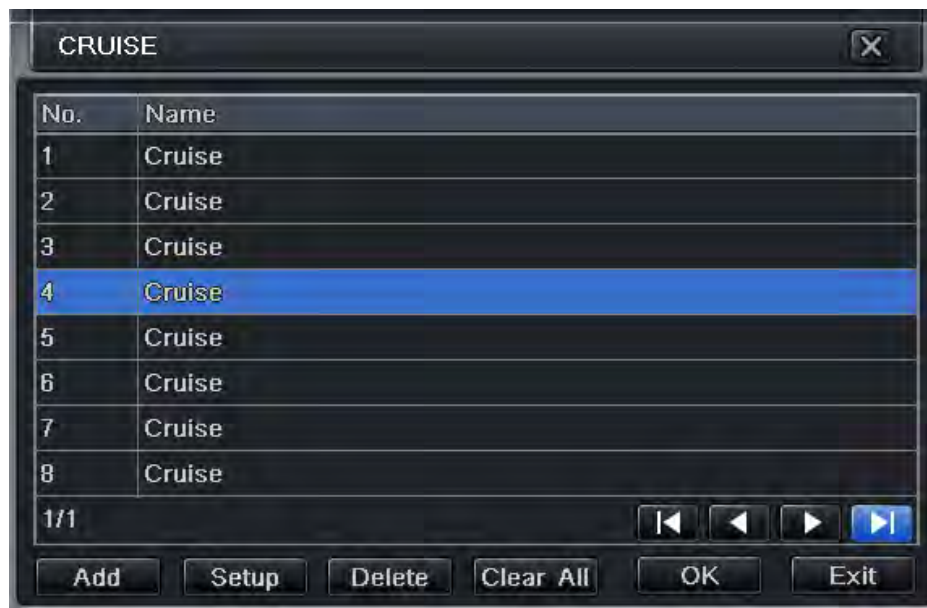 CRUISE
No. Name
1 Cruise
2 Cruise
3 Cruise
4 Cruise
5 Cruise
6 Cruise
7 Cruise
8 Cruise
1/1
Add Setup Delete Clear All OK Exit